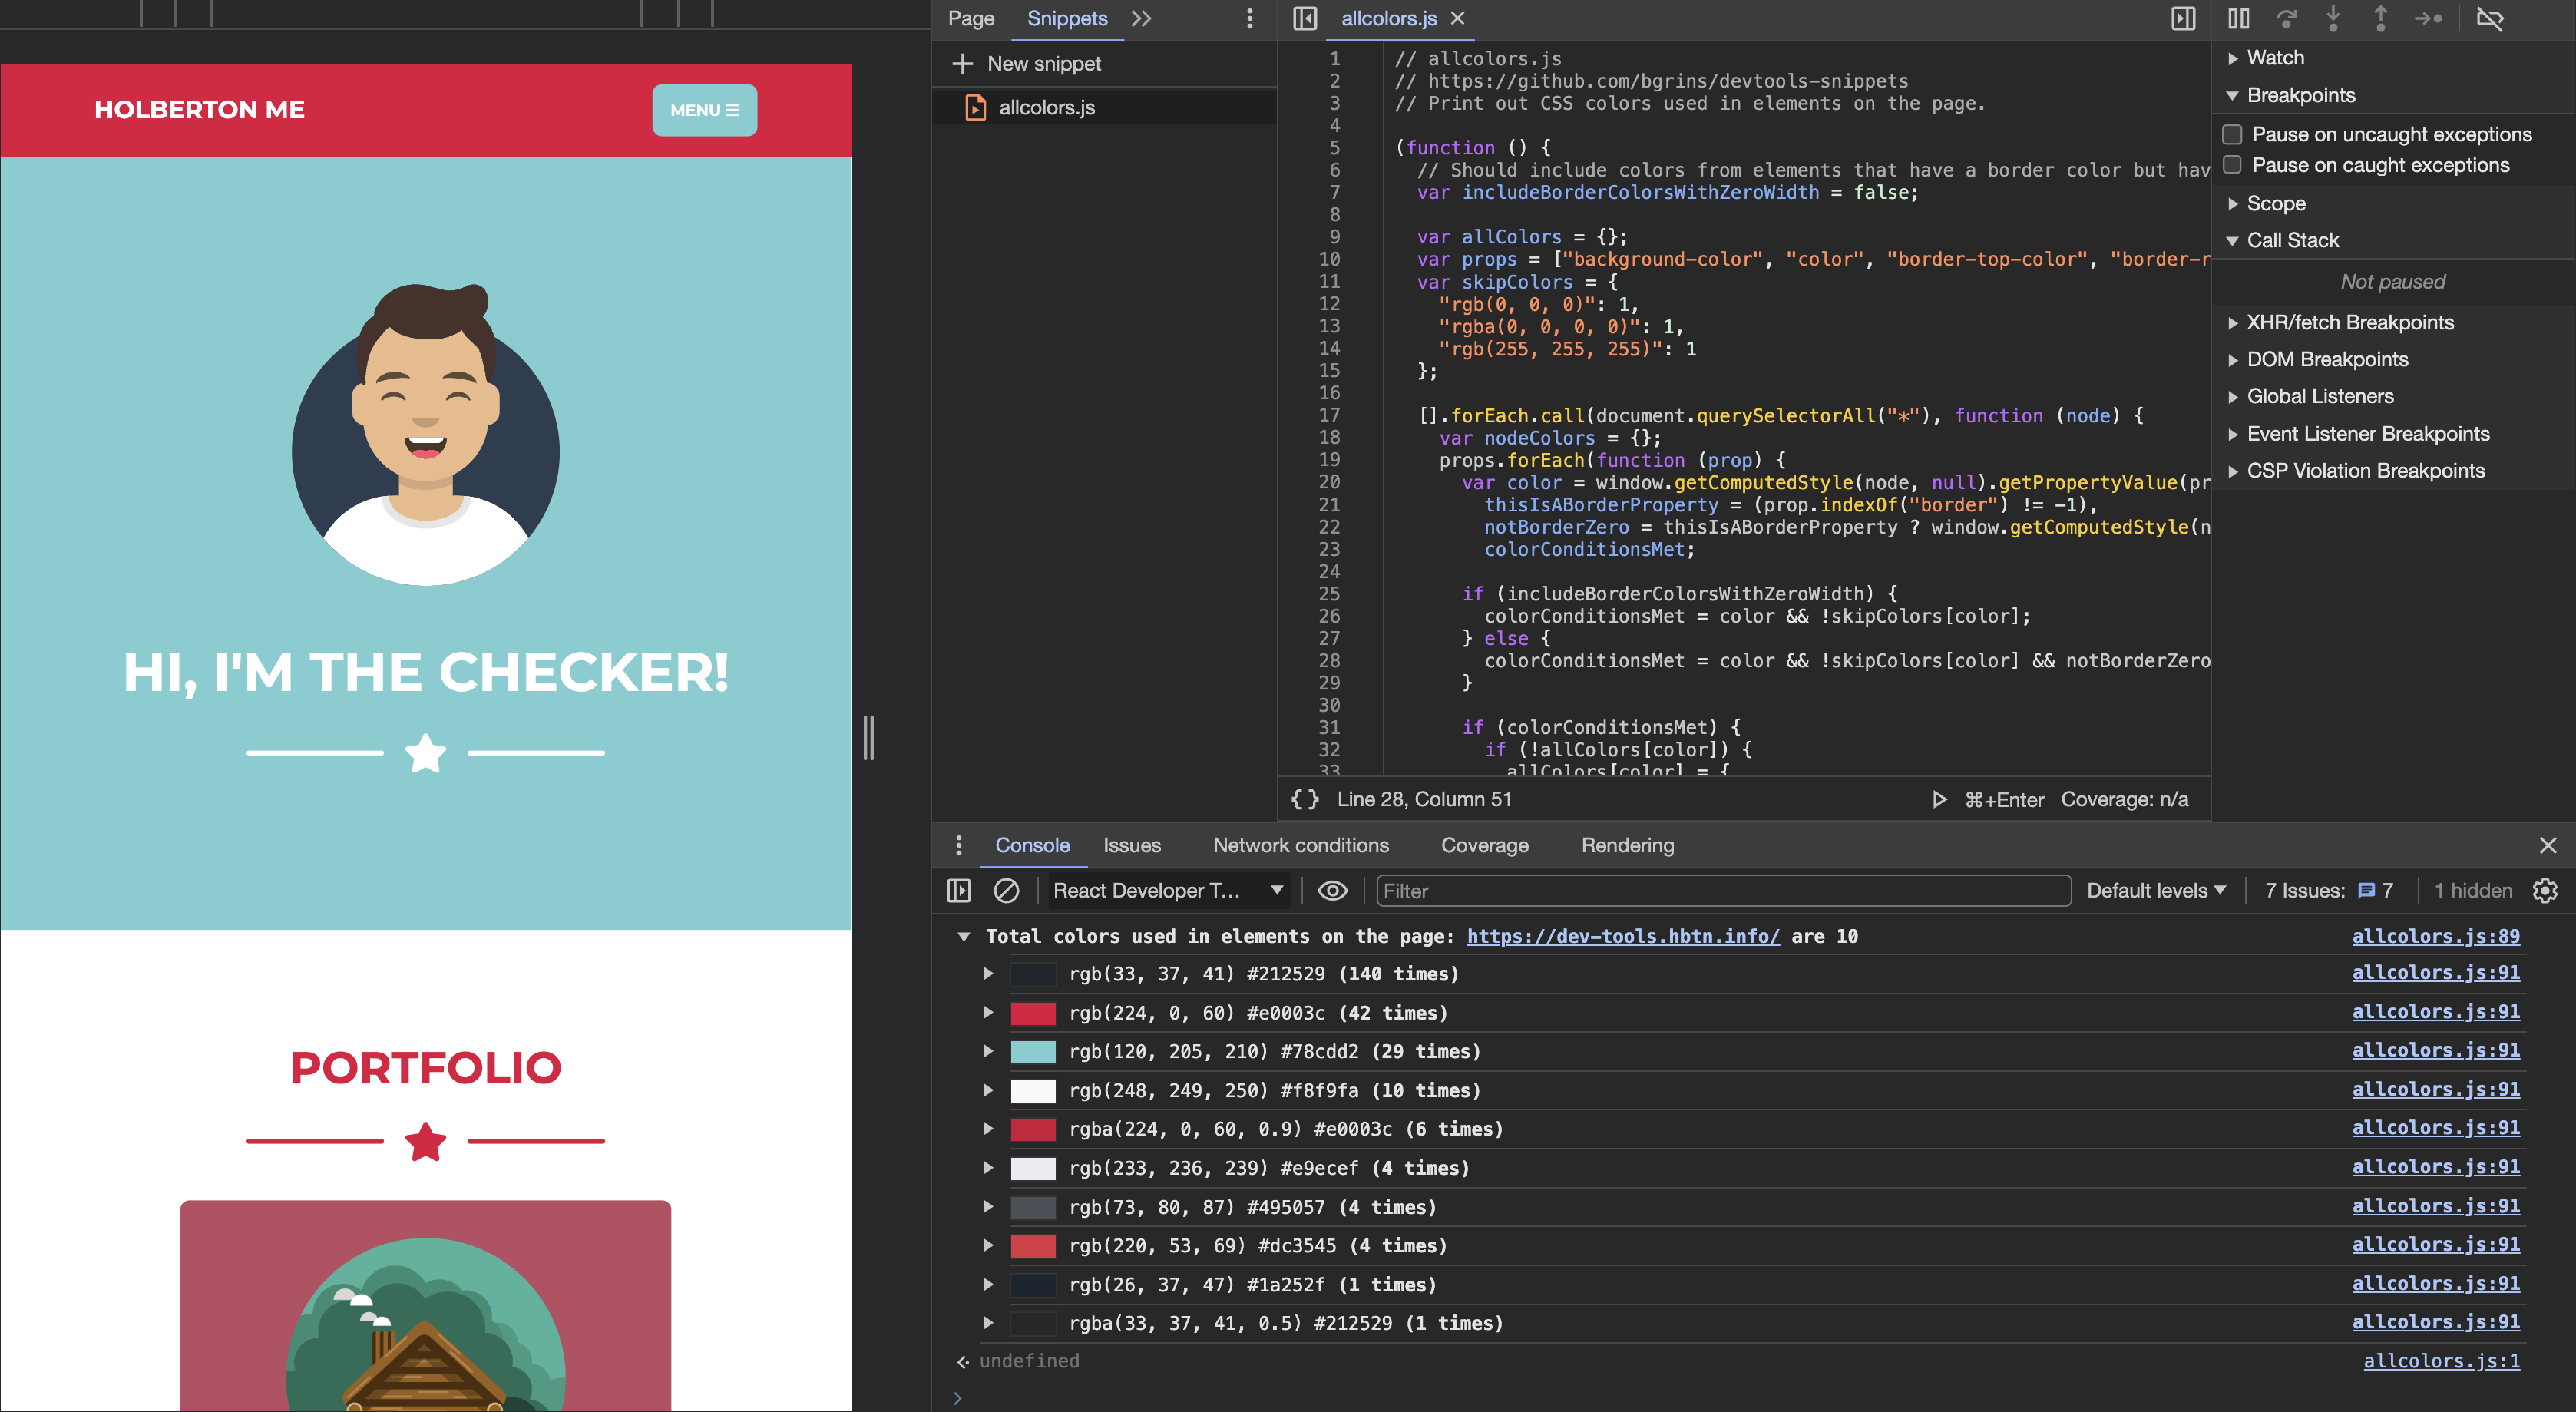 HOLBERTON ME
MENU
HI, I'M THE CHECKER!
PORTFOLIO
Page
Snippets
New snippet
allcolors.js
allcolors.js
1 // allcolors.js
2 // https://github.com/bgrins/devtools-snippets
3 // Print out CSS colors used in elements on the page.
4
5 (function () {
6 // Should include colors from elements that have a border color but hav
7 var includeBorderColorsWithZeroWidth = false;
8
9 var allColors = {};
10 var props = ["background-color", "color", "border-top-color", "border-r
11 var skipColors = {
12 "rgb(0, 0, 0)": 1,
13 "rgba(0, 0, 0, 0)": 1,
14 "rgb(255, 255, 255)": 1
15 };
16
17 [].forEach.call(document.querySelectorAll("*"), function (node) {
18 var nodeColors = {};
19 props.forEach(function (prop) {
20 var color = window.getComputedStyle(node, null).getPropertyValue(pr
21 thisIsABorderProperty = (prop.indexOf("border") != -1),
22 notBorderZero = thisIsABorderProperty ? window.getComputedStyle(n
23 colorConditionsMet;
24
25 if (includeBorderColorsWithZeroWidth) {
26 colorConditionsMet = color && !skipColors[color];
27 } else {
28 colorConditionsMet = color && !skipColors[color] && notBorderZero
29 }
30
31 if (colorConditionsMet) {
32 if (!allColors[color]) {
33 allColors[color] = {
{} Line 28, Column 51
⌘+Enter
Coverage: n/a
Watch
Breakpoints
Pause on uncaught exceptions
Pause on caught exceptions
Scope
Call Stack
Not paused
XHR/fetch Breakpoints
DOM Breakpoints
Global Listeners
Event Listener Breakpoints
CSP Violation Breakpoints
Console
Issues
Network conditions
Coverage
Rendering
React Developer T...
Filter
Default levels
7 Issues: 7
1 hidden
Total colors used in elements on the page: https://dev-tools.hbtn.info/ are 10 allcolors.js:89
rgb(33, 37, 41) #212529 (140 times) allcolors.js:91
rgb(224, 0, 60) #e0003c (42 times) allcolors.js:91
rgb(120, 205, 210) #78cdd2 (29 times) allcolors.js:91
rgb(248, 249, 250) #f8f9fa (10 times) allcolors.js:91
rgba(224, 0, 60, 0.9) #e0003c (6 times) allcolors.js:91
rgb(233, 236, 239) #e9ecef (4 times) allcolors.js:91
rgb(73, 80, 87) #495057 (4 times) allcolors.js:91
rgb(220, 53, 69) #dc3545 (4 times) allcolors.js:91
rgb(26, 37, 47) #1a252f (1 times) allcolors.js:91
rgba(33, 37, 41, 0.5) #212529 (1 times) allcolors.js:91
undefined allcolors.js:1